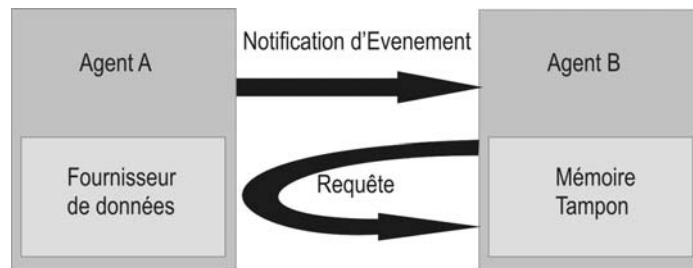 Notification d'Evenement
Agent A
Agent B
Fournisseur
de données
Requête
Mémoire
Tampon